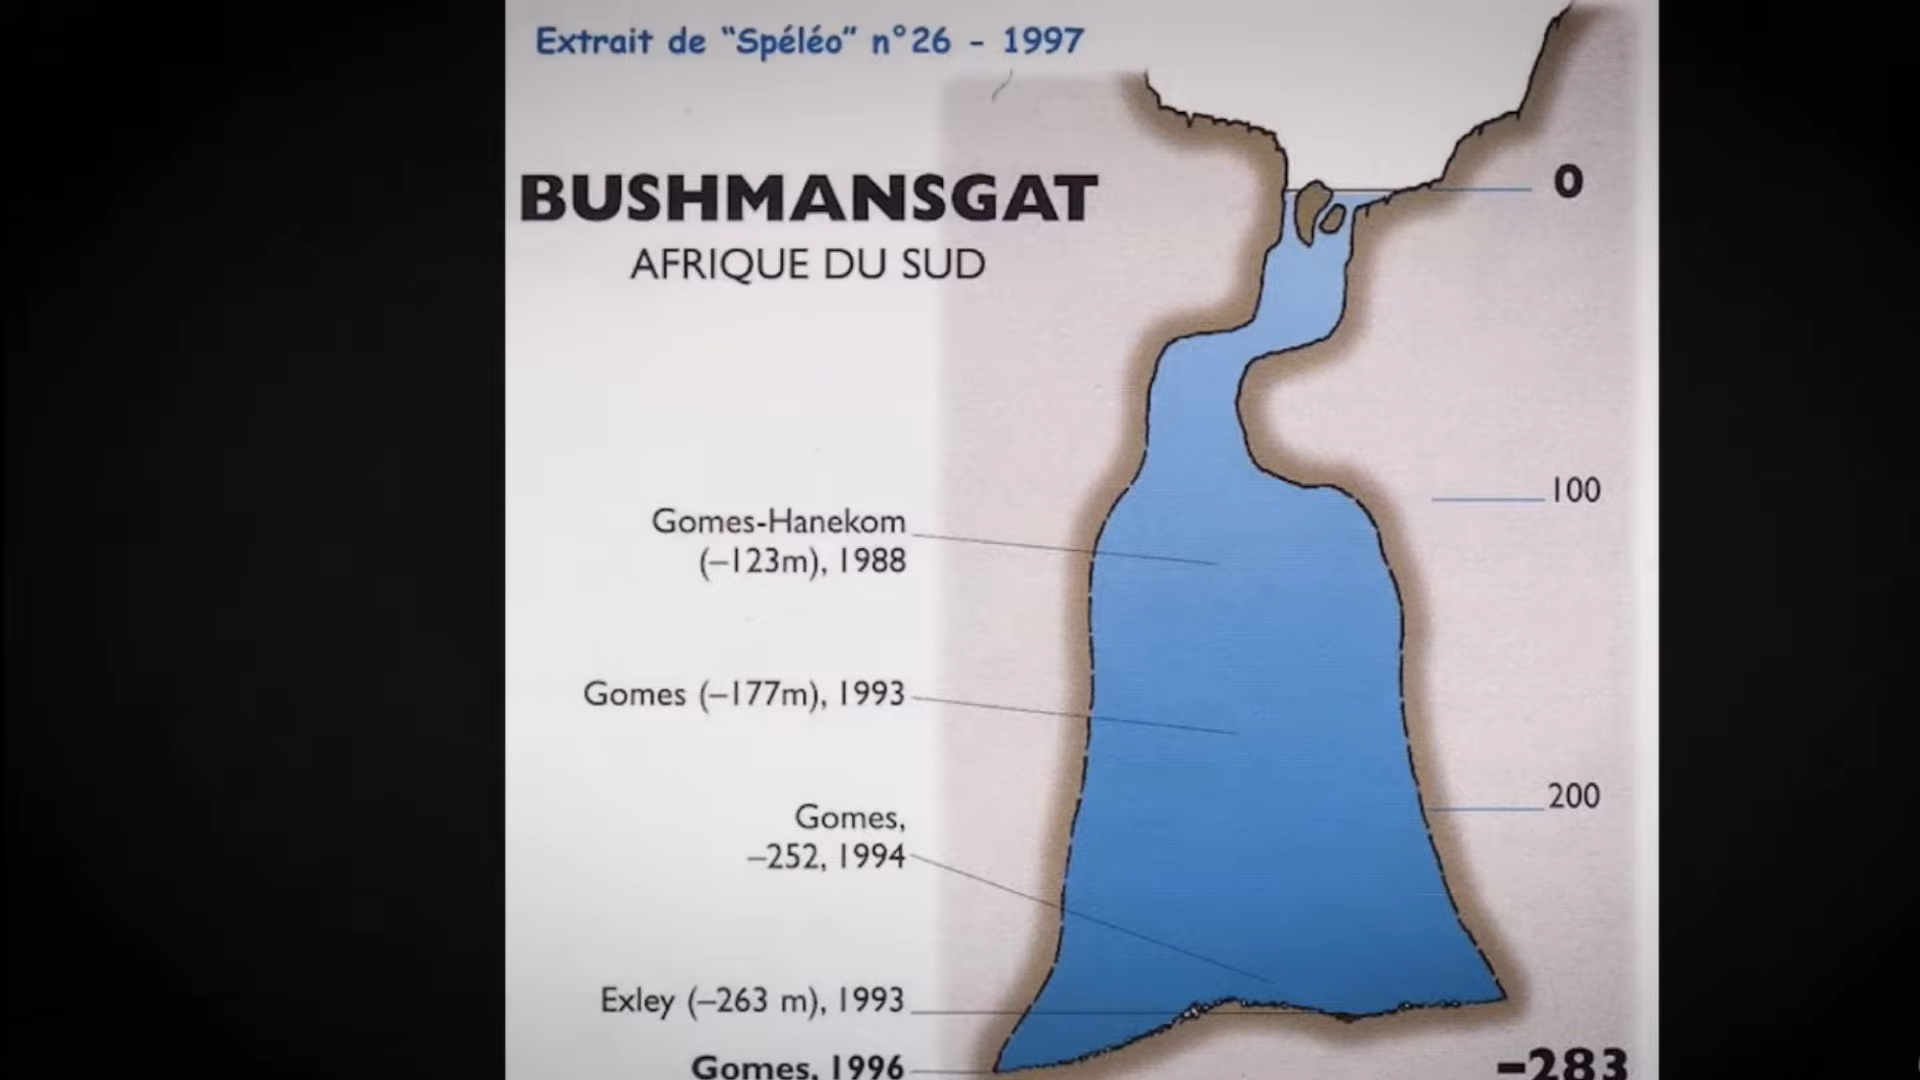 Extrait de “Spéléo” n°26 - 1997
BUSHMANSGAT
AFRIQUE DU SUD
0
100
Gomes-Hanekom
(–123m), 1988
Gomes (–177m), 1993
200
Gomes,
–252, 1994
Exley (–263 m), 1993
Gomes, 1996
–283